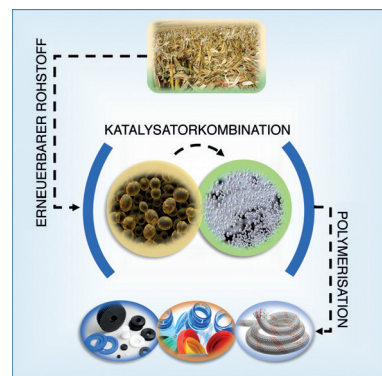 ERNEUERBARER ROHSTOFF
KATALYSATORKOMBINATION
POLYMERISATION